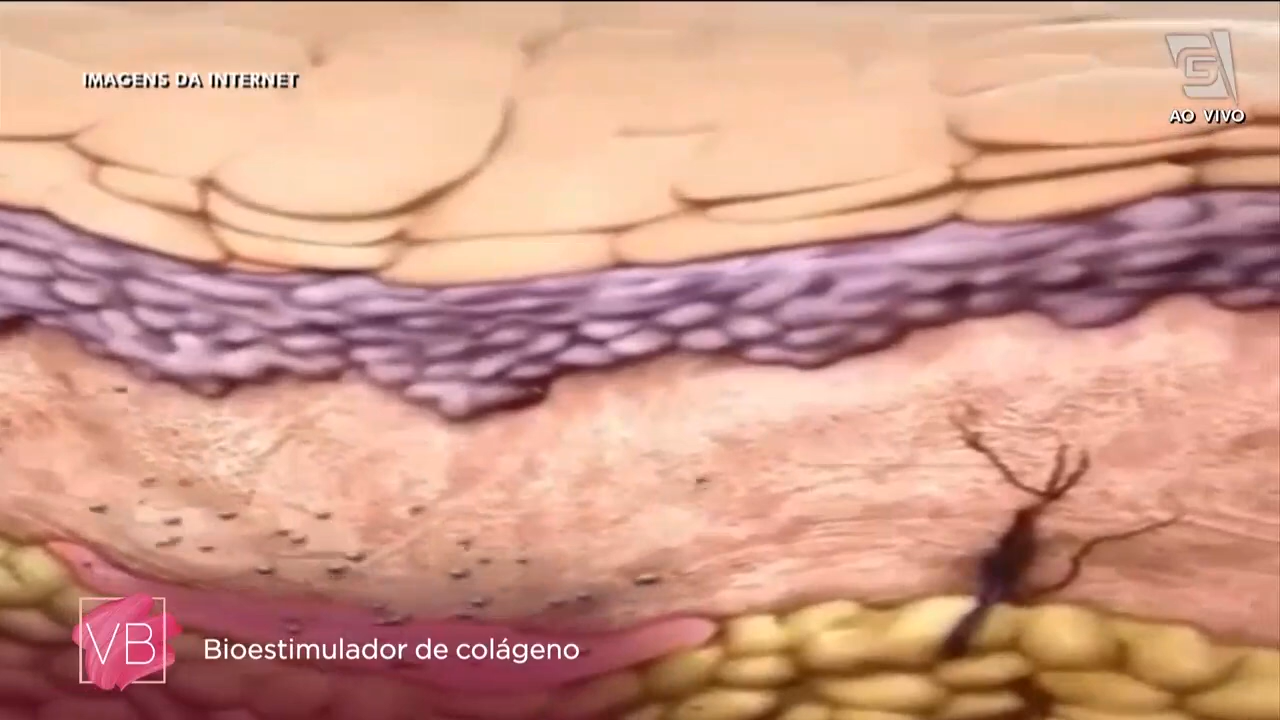 IMAGENS DA INTERNET
G
AO VIVO
VB
Bioestimulador de colágeno